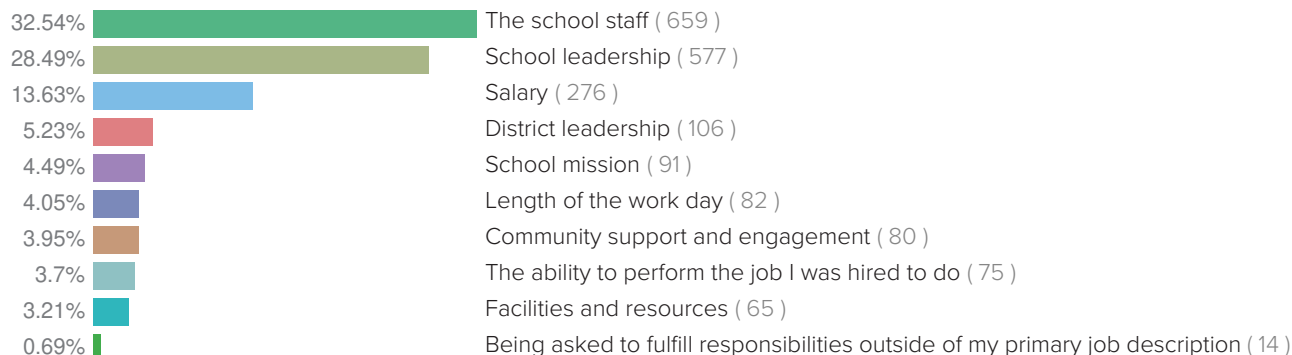 32.54% The school staff ( 659 )
28.49% School leadership ( 577 )
13.63% Salary ( 276 )
5.23% District leadership ( 106 )
4.49% School mission ( 91 )
4.05% Length of the work day ( 82 )
3.95% Community support and engagement ( 80 )
3.7% The ability to perform the job I was hired to do ( 75 )
3.21% Facilities and resources ( 65 )
0.69% Being asked to fulfill responsibilities outside of my primary job description ( 14 )